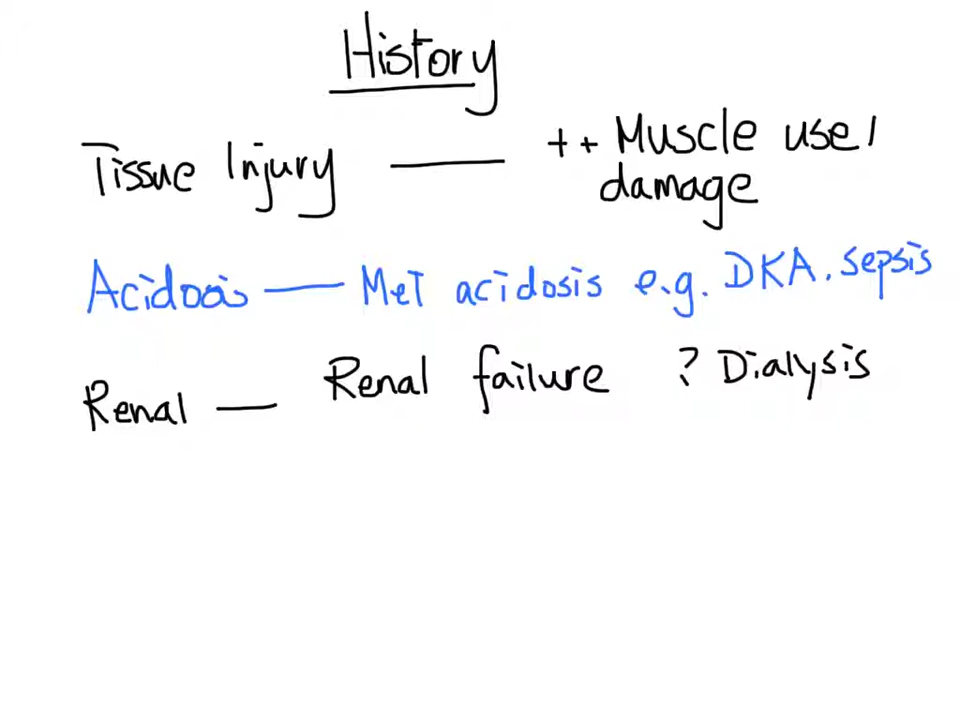 History
Tissue Injury — ++ Muscle use/
damage
Acidosis — Met acidosis e.g. DKA. sepsis
Renal — Renal failure ? Dialysis